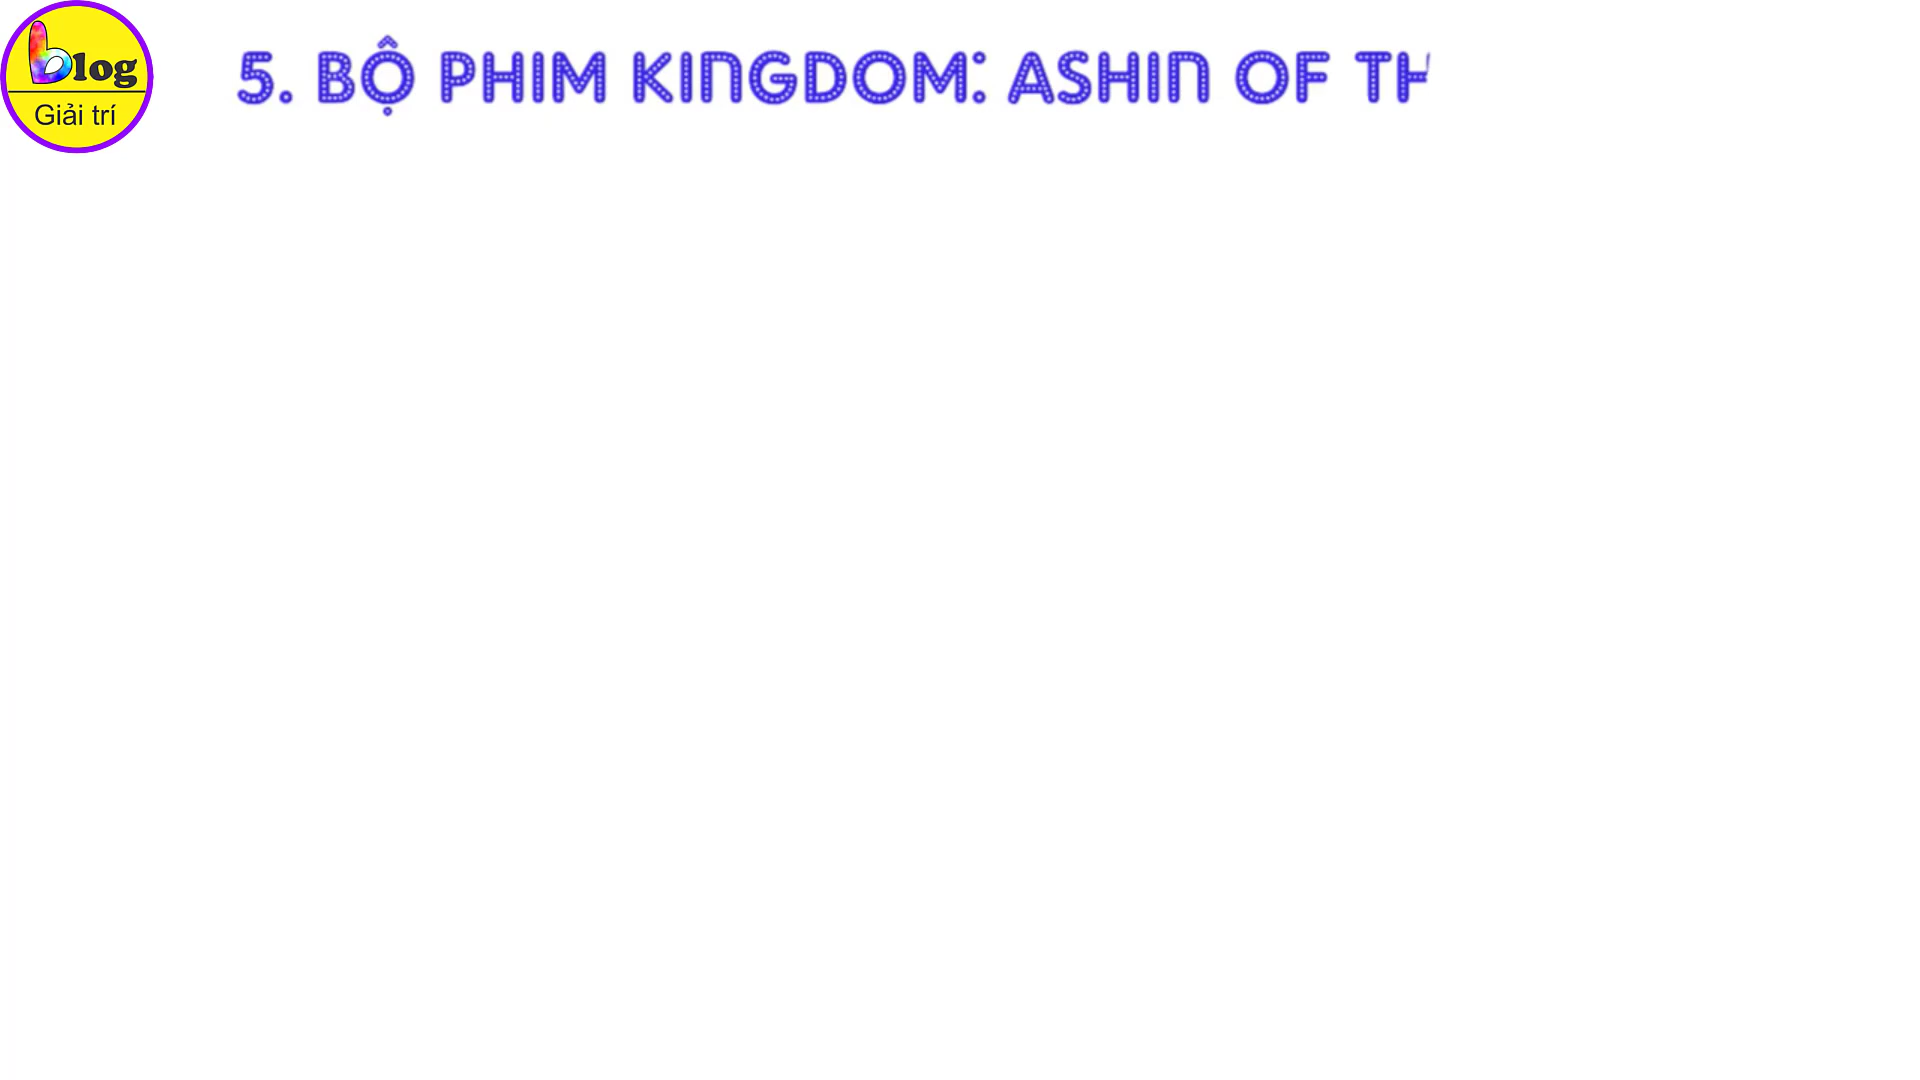 blog
Giải trí
5. BỘ PHIM KINGDOM: ASHIN OF TH